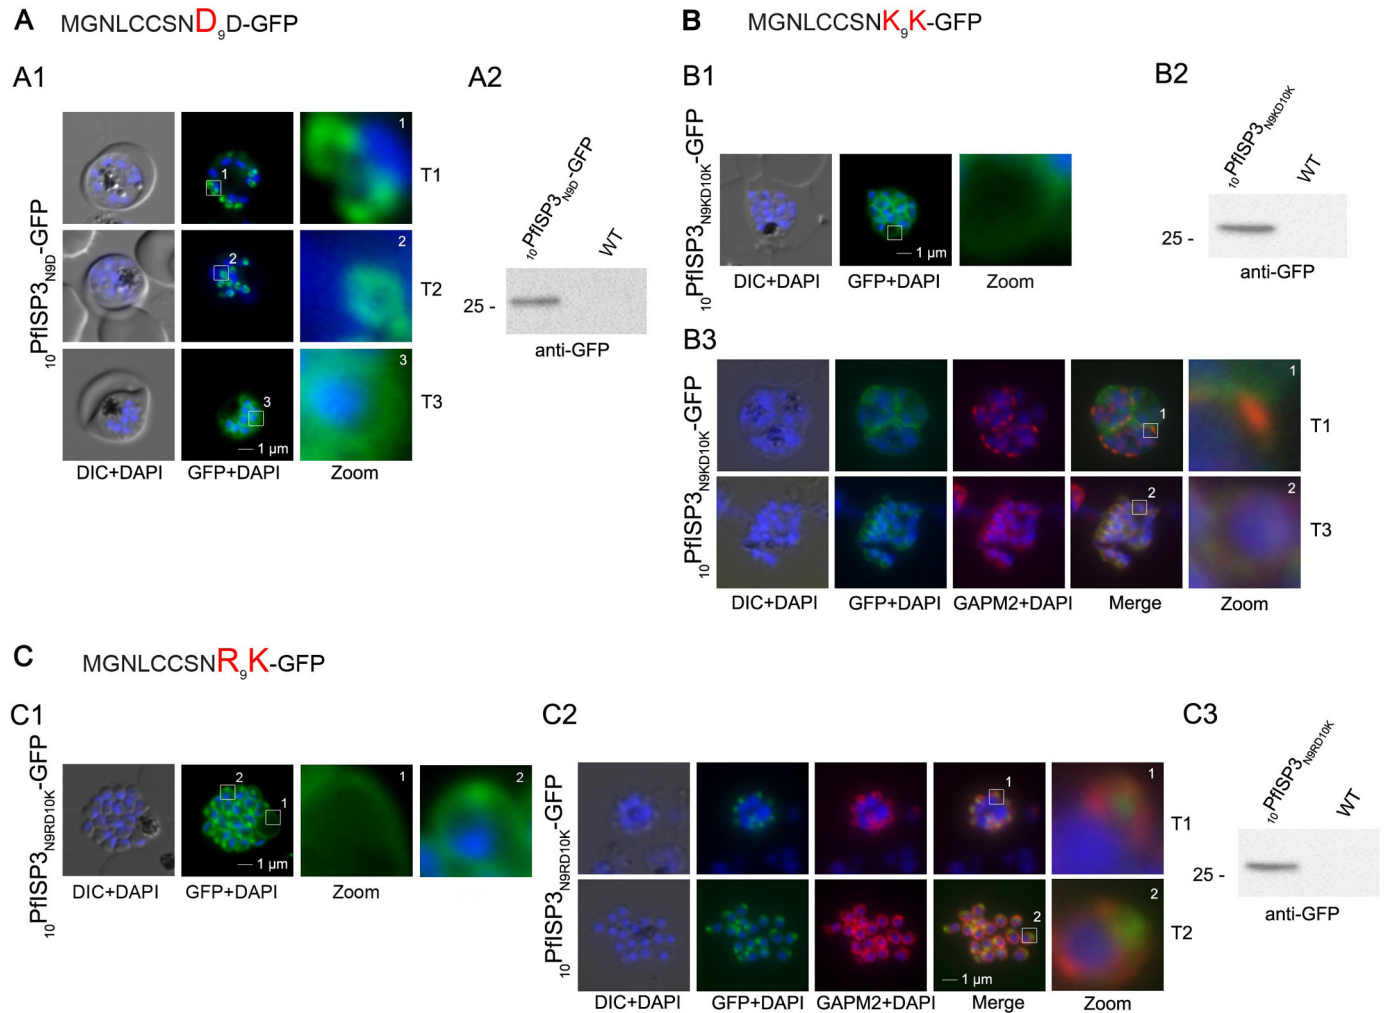 A MGNLCCSND₉D-GFP
A1
₁₀PfISP3N9D-GFP
1
1
T1
2
2
T2
3
3
T3
1 µm
DIC+DAPI GFP+DAPI Zoom
A2
₁₀PfISP3N9D-GFP WT
25 -
anti-GFP
B MGNLCCSNK₉K-GFP
B1
₁₀PfISP3N9KD10K-GFP
1 µm
DIC+DAPI GFP+DAPI Zoom
B2
₁₀PfISP3N9KD10K WT
25 -
anti-GFP
B3
₁₀PfISP3N9KD10K-GFP
1
1
T1
2
2
T3
DIC+DAPI GFP+DAPI GAPM2+DAPI Merge Zoom
C MGNLCCSNR₉K-GFP
C1
₁₀PfISP3N9RD10K-GFP
2
1
1
2
1 µm
DIC+DAPI GFP+DAPI Zoom
C2
₁₀PfISP3N9RD10K-GFP
1
1
T1
2
2
T2
1 µm
DIC+DAPI GFP+DAPI GAPM2+DAPI Merge Zoom
C3
₁₀PfISP3N9RD10K WT
25 -
anti-GFP